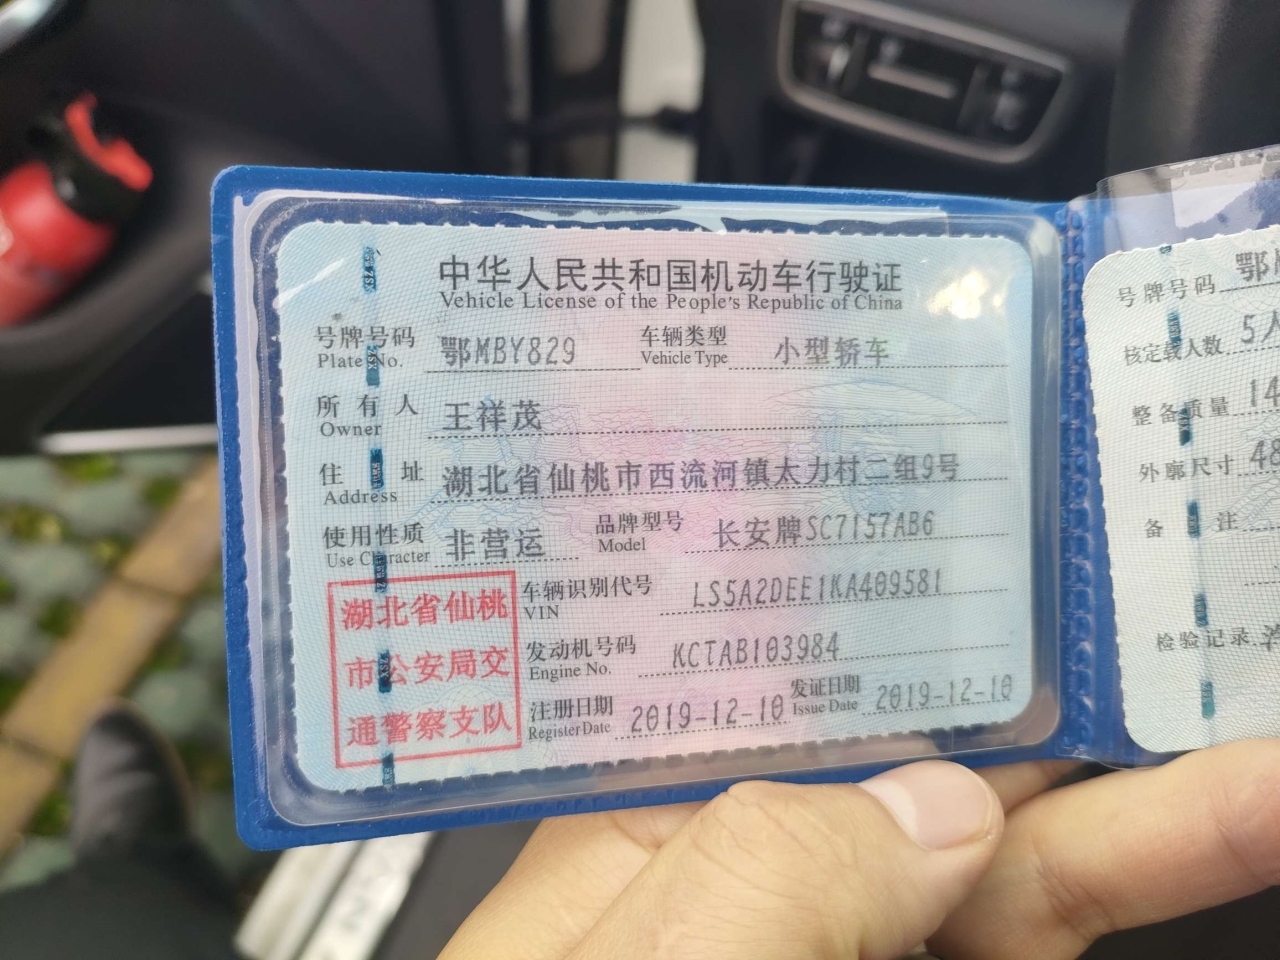 中华人民共和国机动车行驶证
Vehicle License of the People's Republic of China
号牌号码 鄂MBY829 车辆类型 小型轿车
Plate No. Vehicle Type
所有人 王祥茂
Owner
住址 湖北省仙桃市西流河镇太力村二组9号
Address
使用性质 非营运 品牌型号 长安牌SC7157AB6
Use Character Model
车辆识别代号 LS5A2DEE1KA409581
VIN
发动机号码 KCTAB103984
Engine No.
注册日期 2019-12-10 发证日期 2019-12-10
Register Date Issue Date
湖北省仙桃
市公安局交
通警察支队
号牌号码 鄂
核定载人数 5人
整备质量 14
外廓尺寸 48
备注
检验记录